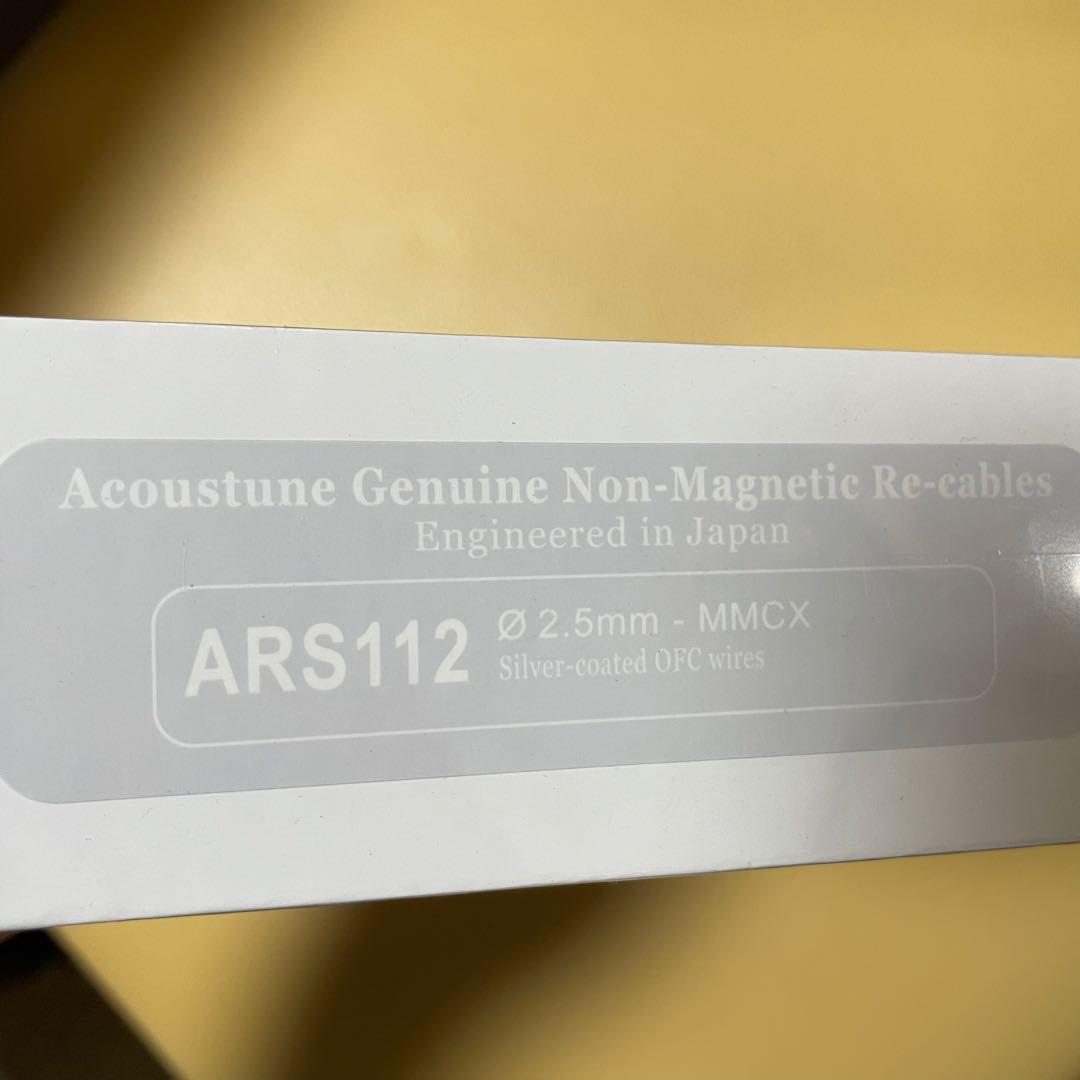 Acoustune Genuine Non-Magnetic Re-cables
Engineered in Japan
ARS112
Ø 2.5mm - MMCX
Silver-coated OFC wires